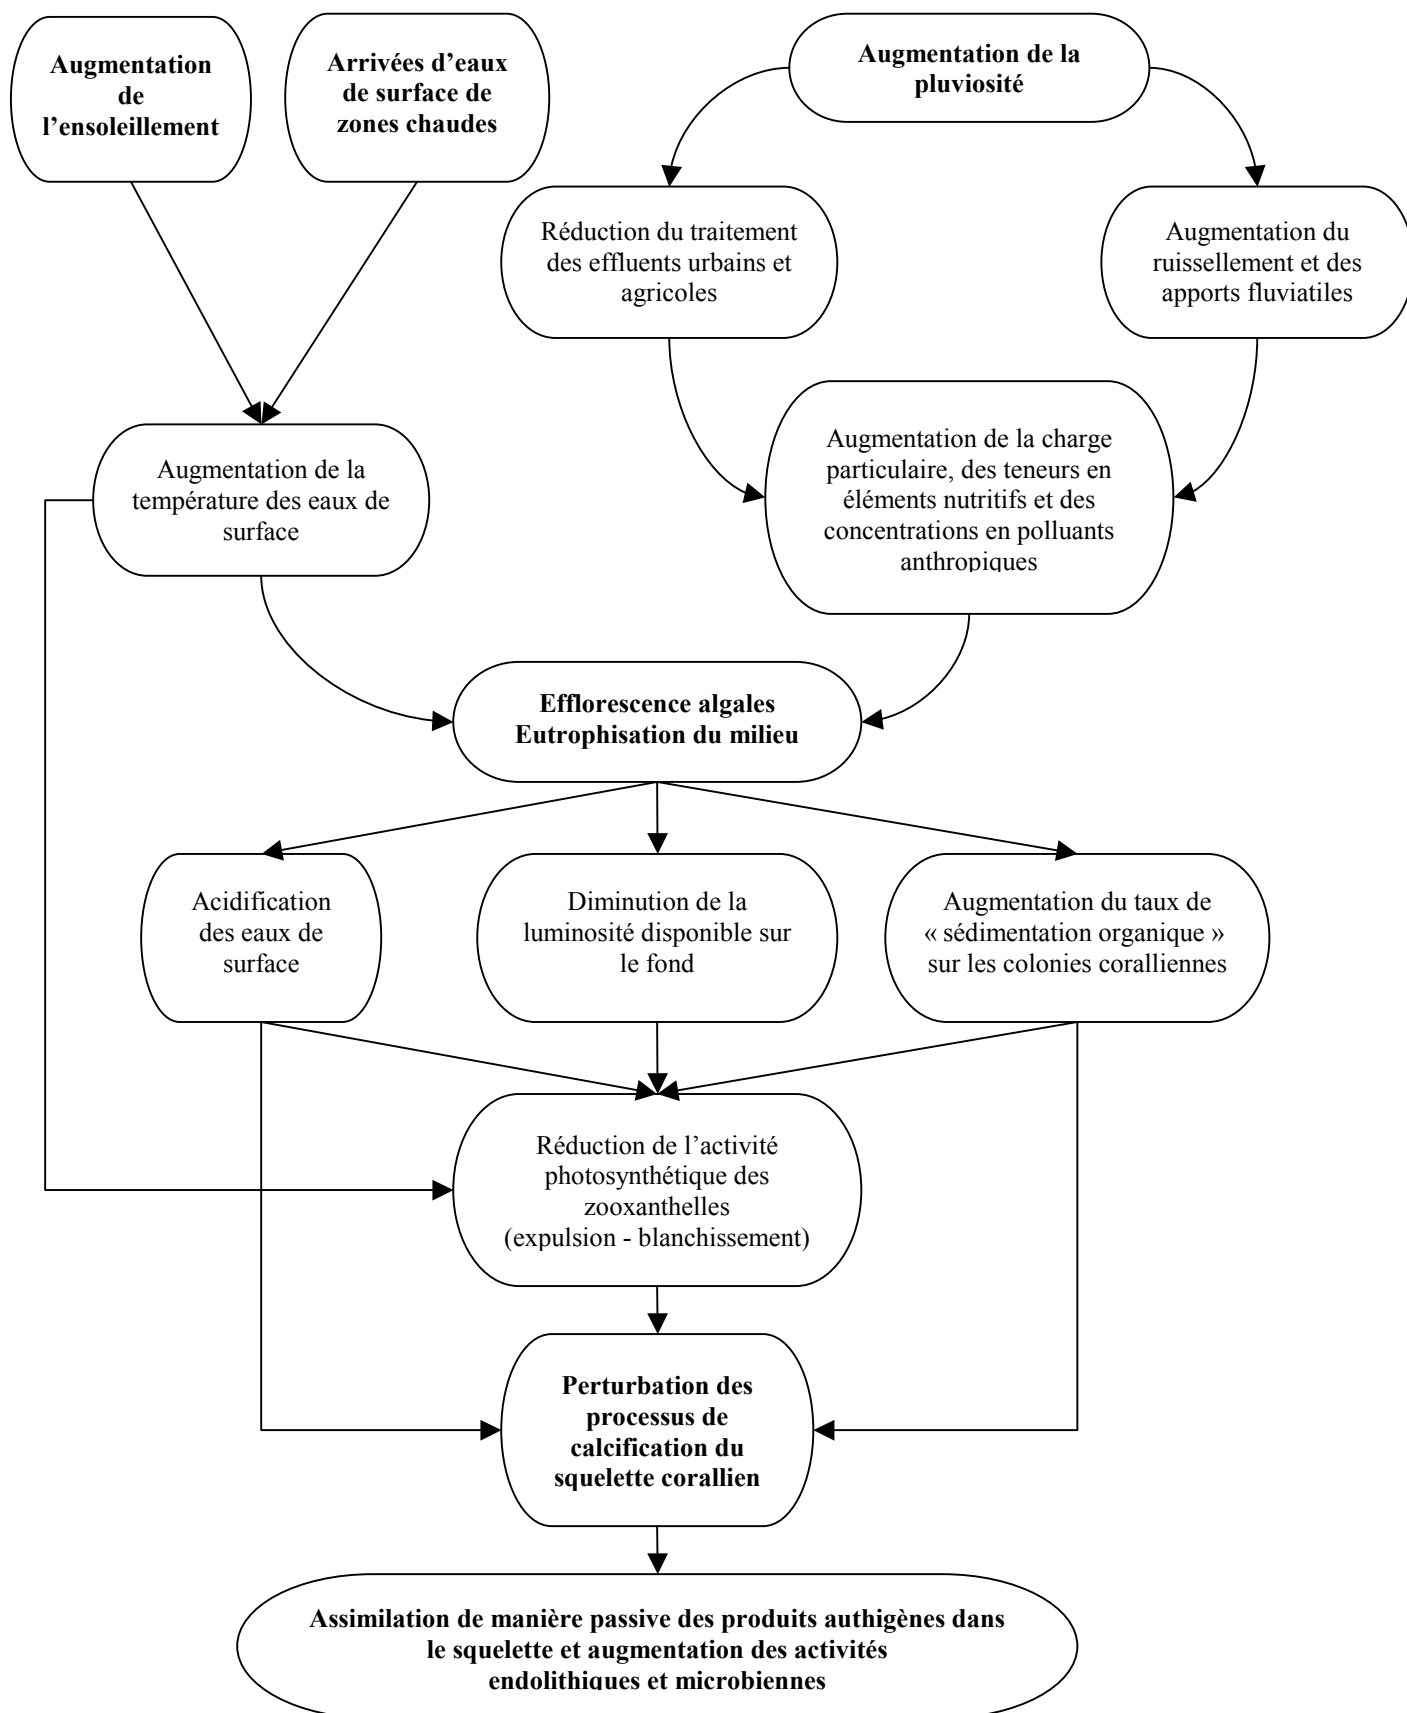 Augmentation
de
l’ensoleillement
Arrivées d’eaux
de surface de
zones chaudes
Augmentation de la
pluviosité
Réduction du traitement
des effluents urbains et
agricoles
Augmentation du
ruissellement et des
apports fluviatiles
Augmentation de la
température des eaux de
surface
Augmentation de la charge
particulaire, des teneurs en
éléments nutritifs et des
concentrations en polluants
anthropiques
Efflorescence algales
Eutrophisation du milieu
Acidification
des eaux de
surface
Diminution de la
luminosité disponible sur
le fond
Augmentation du taux de
« sédimentation organique »
sur les colonies coralliennes
Réduction de l’activité
photosynthétique des
zooxanthelles
(expulsion - blanchissement)
Perturbation des
processus de
calcification du
squelette corallien
Assimilation de manière passive des produits authigènes dans
le squelette et augmentation des activités
endolithiques et microbiennes